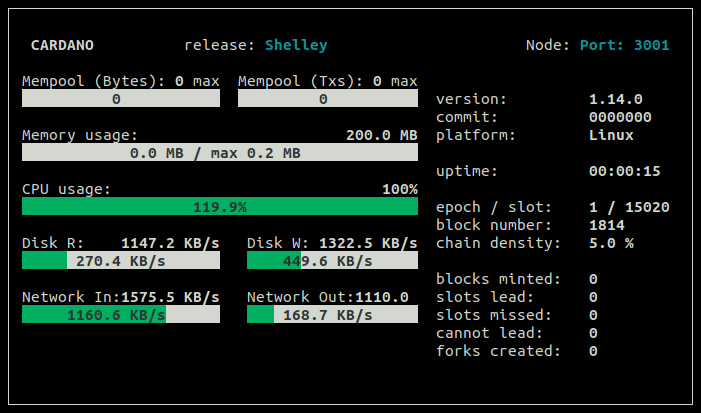 CARDANO release: Shelley Node: Port: 3001
Mempool (Bytes): 0 max Mempool (Txs): 0 max
0 0 version: 1.14.0
commit: 0000000
Memory usage: 200.0 MB platform: Linux
0.0 MB / max 0.2 MB
uptime: 00:00:15
CPU usage: 100%
119.9% epoch / slot: 1 / 15020
block number: 1814
Disk R: 1147.2 KB/s Disk W: 1322.5 KB/s chain density: 5.0 %
270.4 KB/s 449.6 KB/s
blocks minted: 0
Network In:1575.5 KB/s Network Out:1110.0 slots lead: 0
1160.6 KB/s 168.7 KB/s slots missed: 0
cannot lead: 0
forks created: 0